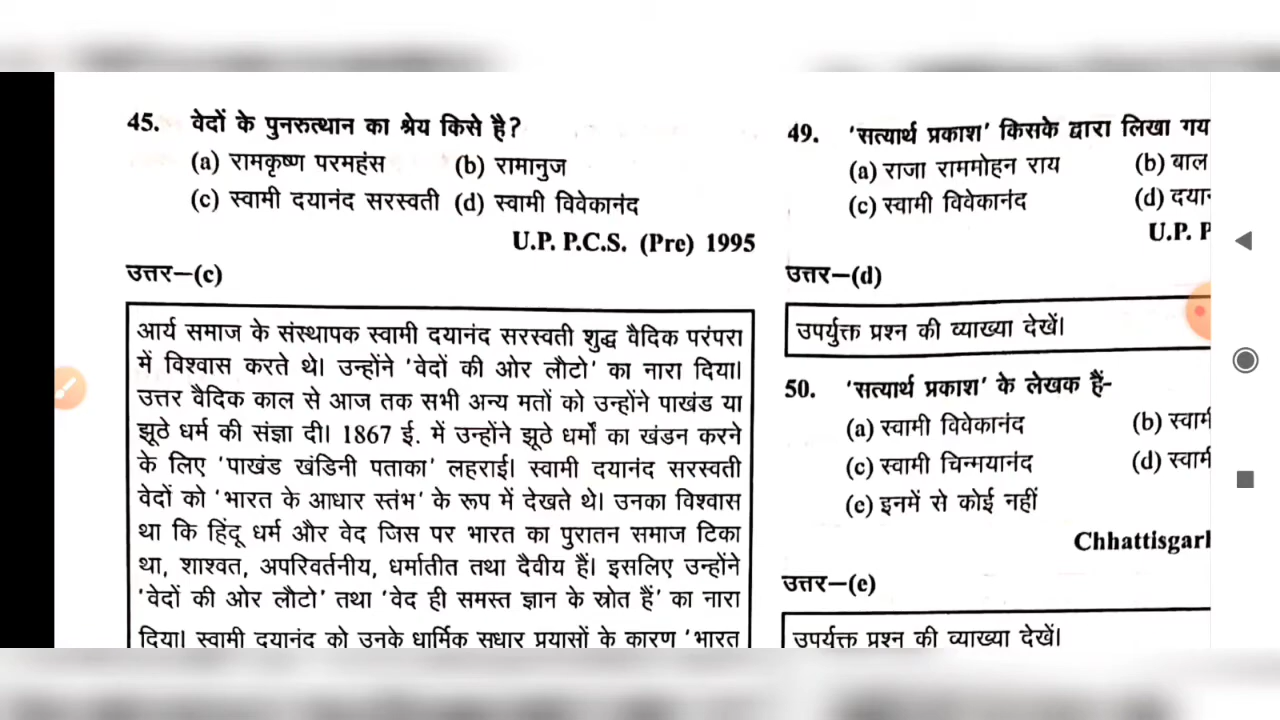 45. वेदों के पुनरुत्थान का श्रेय किसे है?
(a) रामकृष्ण परमहंस (b) रामानुज
(c) स्वामी दयानंद सरस्वती (d) स्वामी विवेकानंद
U.P. P.C.S. (Pre) 1995
उत्तर–(c)
आर्य समाज के संस्थापक स्वामी दयानंद सरस्वती शुद्ध वैदिक परंपरा
में विश्वास करते थे। उन्होंने 'वेदों की ओर लौटो' का नारा दिया।
उत्तर वैदिक काल से आज तक सभी अन्य मतों को उन्होंने पाखंड या
झूठे धर्म की संज्ञा दी। 1867 ई. में उन्होंने झूठे धर्मों का खंडन करने
के लिए 'पाखंड खंडिनी पताका' लहराई। स्वामी दयानंद सरस्वती
वेदों को 'भारत के आधार स्तंभ' के रूप में देखते थे। उनका विश्वास
था कि हिंदू धर्म और वेद जिस पर भारत का पुरातन समाज टिका
था, शाश्वत, अपरिवर्तनीय, धर्मातीत तथा दैवीय हैं। इसलिए उन्होंने
'वेदों की ओर लौटो' तथा 'वेद ही समस्त ज्ञान के स्रोत हैं' का नारा
दिया। स्वामी दयानंद को उनके धार्मिक सुधार प्रयासों के कारण 'भारत
49. 'सत्यार्थ प्रकाश' किसके द्वारा लिखा गय
(a) राजा राममोहन राय (b) बाल
(c) स्वामी विवेकानंद (d) दया
U.P. P
उत्तर–(d)
उपर्युक्त प्रश्न की व्याख्या देखें।
50. 'सत्यार्थ प्रकाश' के लेखक हैं-
(a) स्वामी विवेकानंद (b) स्वामी
(c) स्वामी चिन्मयानंद (d) स्वामी
(e) इनमें से कोई नहीं
Chhattisgarh
उत्तर–(e)
उपर्युक्त प्रश्न की व्याख्या देखें।